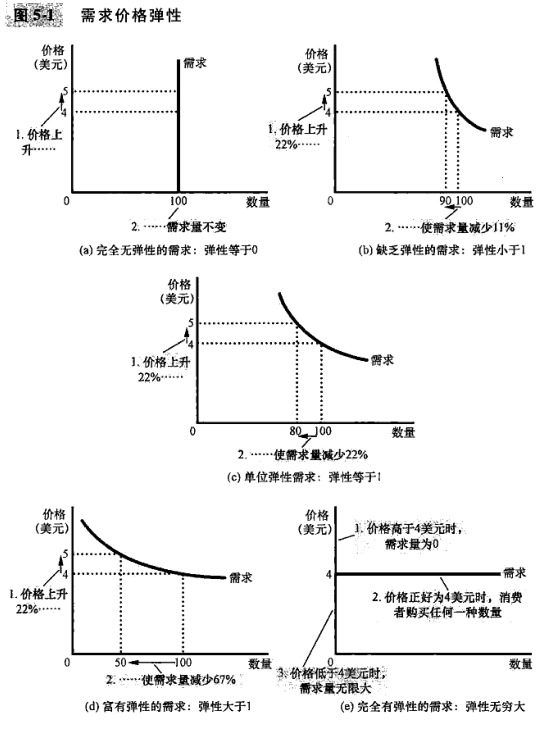 图 5-1 需求价格弹性
价格
(美元)
需求
5
4
1. 价格上
升……
0
100
数量
2. ……需求量不变
(a) 完全无弹性的需求：弹性等于0
价格
(美元)
5
4
1. 价格上升
22%……
需求
0
90 100
数量
2. ……使需求量减少11%
(b) 缺乏弹性的需求：弹性小于1
价格
(美元)
5
4
1. 价格上升
22%……
需求
0
80 100
数量
2. ……使需求量减少22%
(c) 单位弹性需求：弹性等于1
价格
(美元)
5
4
1. 价格上升
22%……
需求
0
50
100
数量
2. ……使需求量减少67%
(d) 富有弹性的需求：弹性大于1
价格
(美元)
1. 价格高于4美元时，
需求量为0
4
需求
2. 价格正好为4美元时，消费
者购买任何一种数量
0
数量
3. 价格低于4美元时，
需求量无限大
(e) 完全有弹性的需求：弹性无穷大